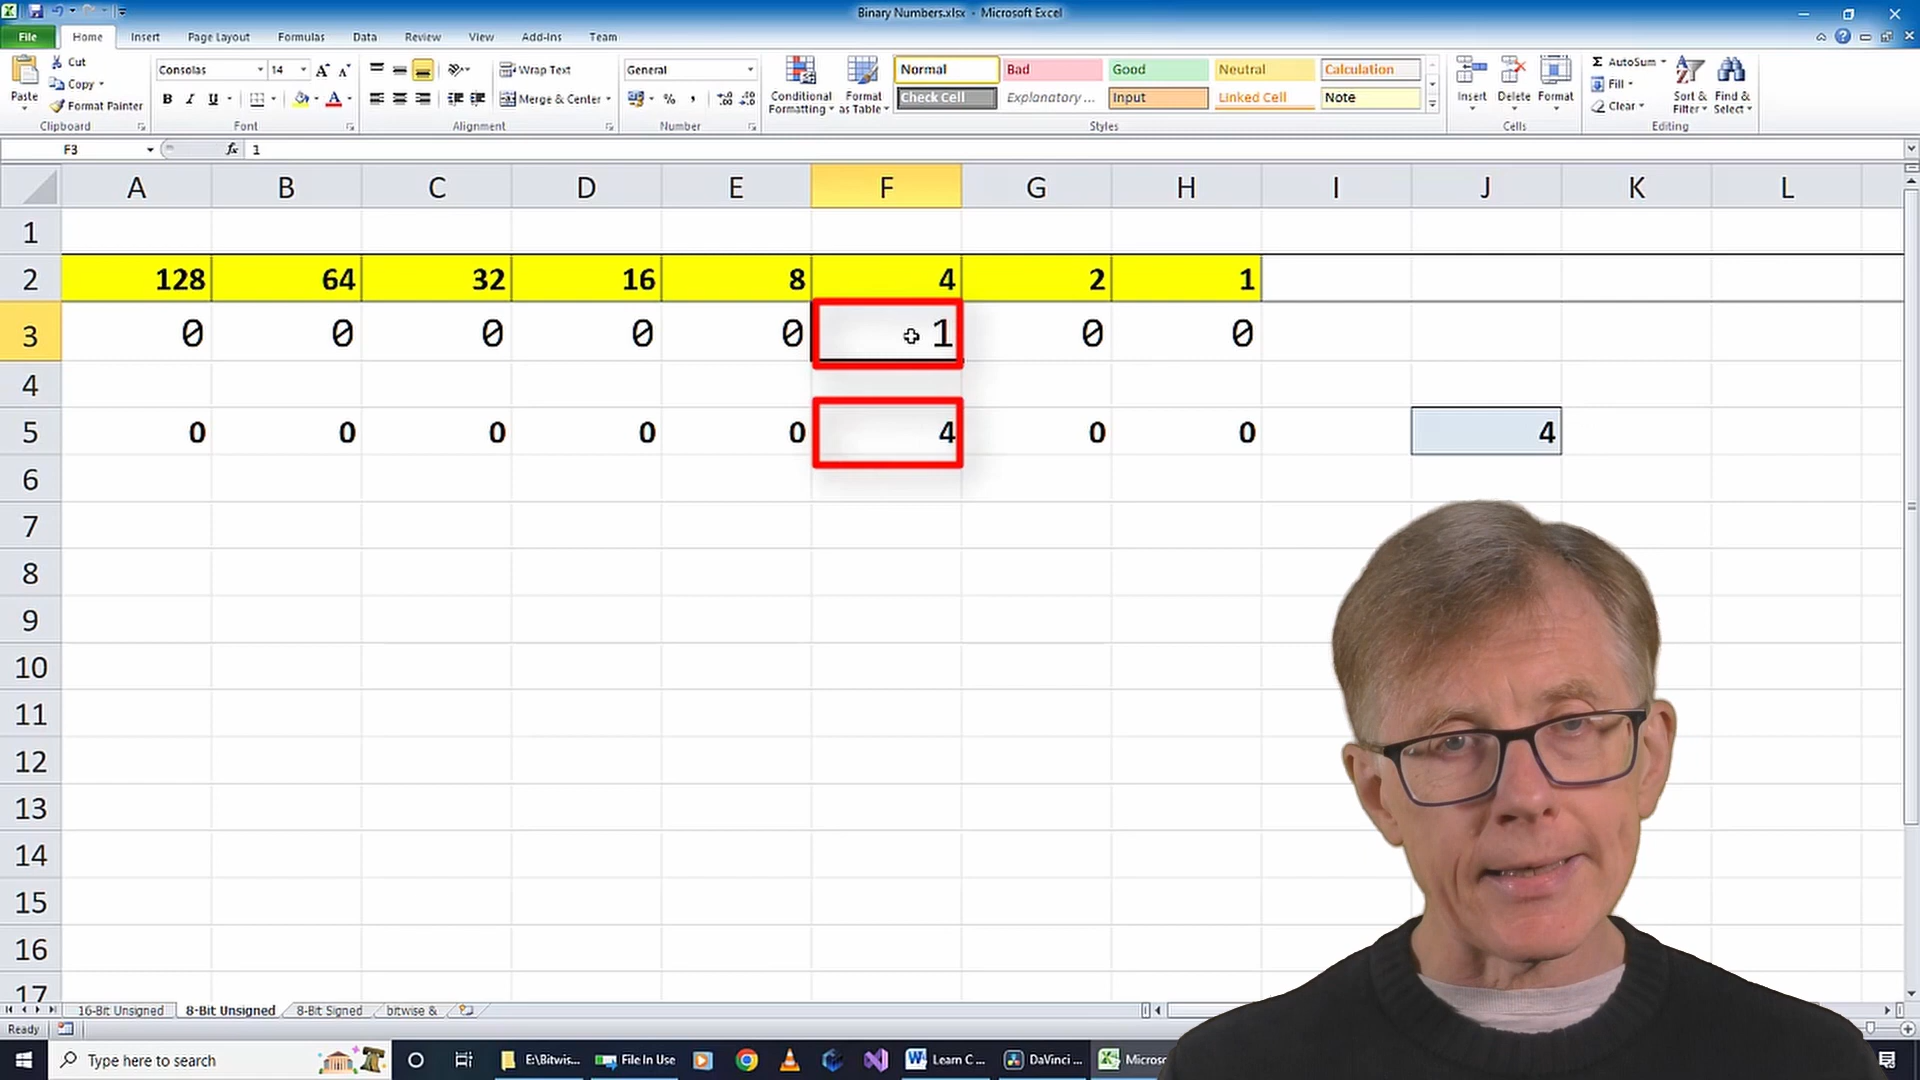 Binary Numbers.xlsx - Microsoft Excel
File Home Insert Page Layout Formulas Data Review View Add-Ins Team
Paste Cut Copy Format Painter Clipboard
Consolas 14 B I U A Font
Wrap Text Merge & Center Alignment
General % , Number
Conditional Formatting Format as Table
Normal Bad Good Neutral Calculation
Check Cell Explanatory ... Input Linked Cell Note
Styles
Insert Delete Format Cells
Σ AutoSum Fill Clear Sort & Filter Find & Select Editing
F3 fx 1
A B C D E F G H I J K L
1
2 128 64 32 16 8 4 2 1
3 0 0 0 0 0 1 0 0
4
5 0 0 0 0 0 4 0 0 4
6
7
8
9
10
11
12
13
14
15
16
17
16-Bit Unsigned 8-Bit Unsigned 8-Bit Signed bitwise &
Ready
Type here to search E:\Bitwis... File In Use Learn C ... DaVinci ... Microso